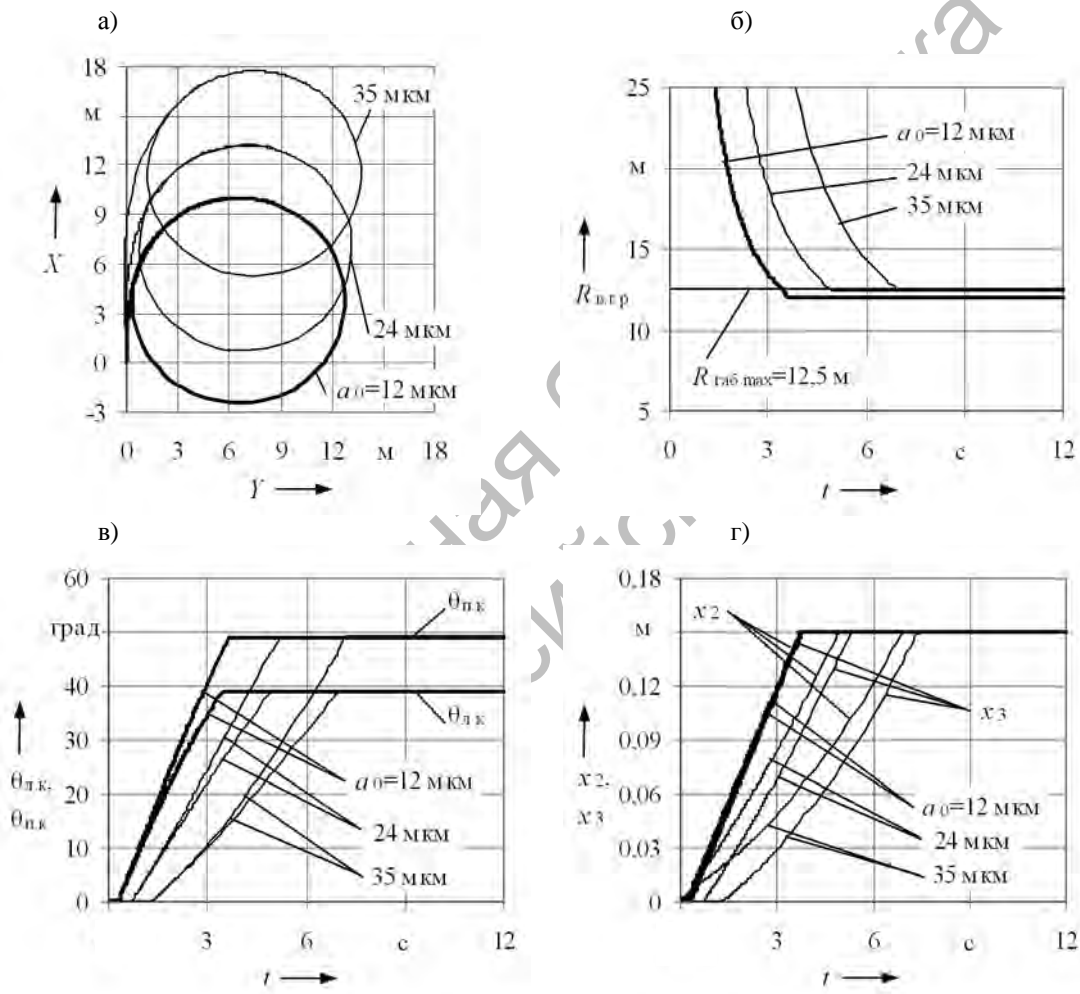 а)
18
м
15
12
9
6
3
0
-3
X
0 3 6 9 12 м 18
Y
35 мкм
24 мкм
a0=12 мкм
б)
25
м
15
10
5
Rв.г.р
0 3 6 с 12
t
a0=12 мкм
24 мкм
35 мкм
Rгаб max=12,5 м
в)
60
град
40
30
20
10
0
θл.к,
θп.к
3 6 с 12
t
θп.к
θл.к
a0=12 мкм
24 мкм
35 мкм
г)
0.18
м
0.12
0.09
0.06
0.03
0
x2,
x3
3 6 с 12
t
x2
x3
a0=12 мкм
24 мкм
35 мкм